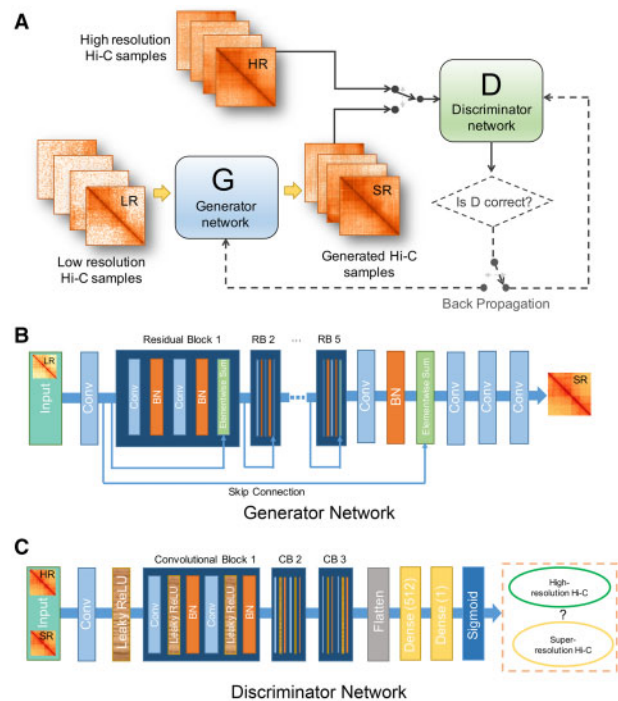 A
High resolution
Hi-C samples
HR
D
Discriminator
network
LR
G
Generator
network
SR
Is D correct?
Low resolution
Hi-C samples
Generated Hi-C
samples
Back Propagation
B
Residual Block 1
RB 2
...
RB 5
LR
Input
Conv
Conv
BN
Conv
BN
Elementwise Sum
Conv
BN
Elementwise Sum
Conv
Conv
Conv
SR
Skip Connection
Generator Network
C
Convolutional Block 1
CB 2
CB 3
HR
Input
SR
Conv
Leaky ReLU
Conv
Leaky ReLU
BN
Conv
Leaky ReLU
BN
Flatten
Dense (512)
Dense (1)
Sigmoid
High-
resolution Hi-C
?
Super-
resolution Hi-C
Discriminator Network